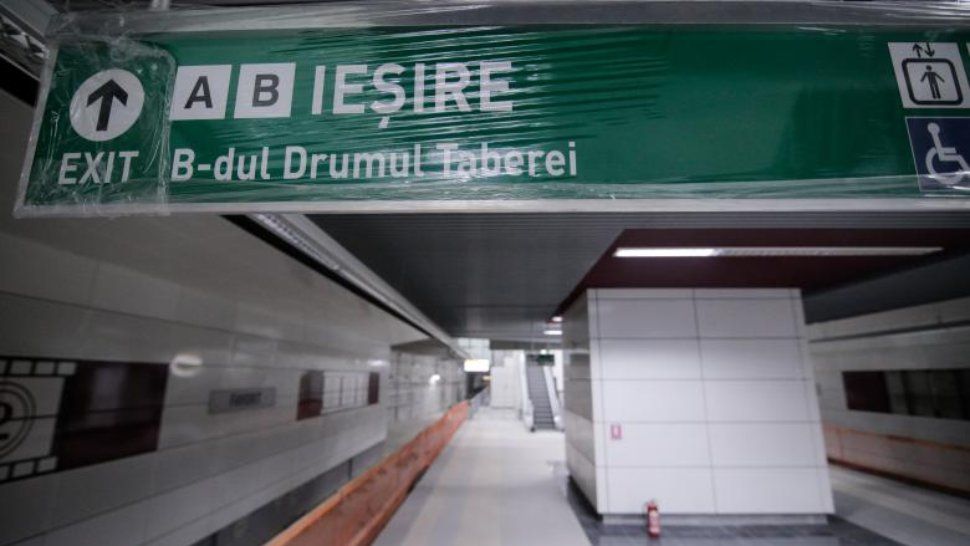 A B IEȘIRE
EXIT B-dul Drumul Taberei